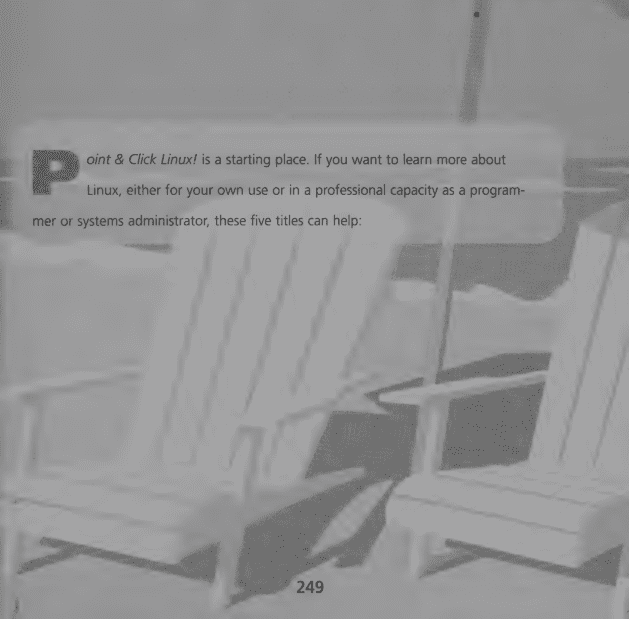 Point & Click Linux! is a starting place. If you want to learn more about
Linux, either for your own use or in a professional capacity as a program-
mer or systems administrator, these five titles can help:
249